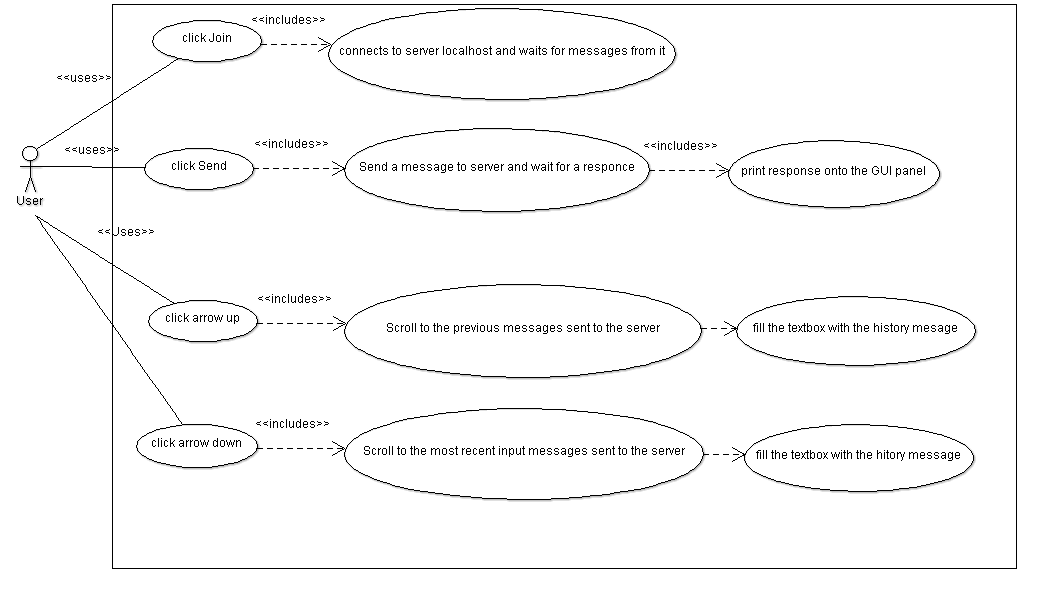 <<includes>>
click Join
connects to server localhost and waits for messages from it
<<uses>>
<<uses>>
<<includes>>
<<includes>>
click Send
Send a message to server and wait for a responce
print response onto the GUI panel
User
<<Uses>>
<<includes>>
click arrow up
Scroll to the previous messages sent to the server
fill the textbox with the history mesage
<<includes>>
click arrow down
Scroll to the most recent input messages sent to the server
fill the textbox with the hitory message